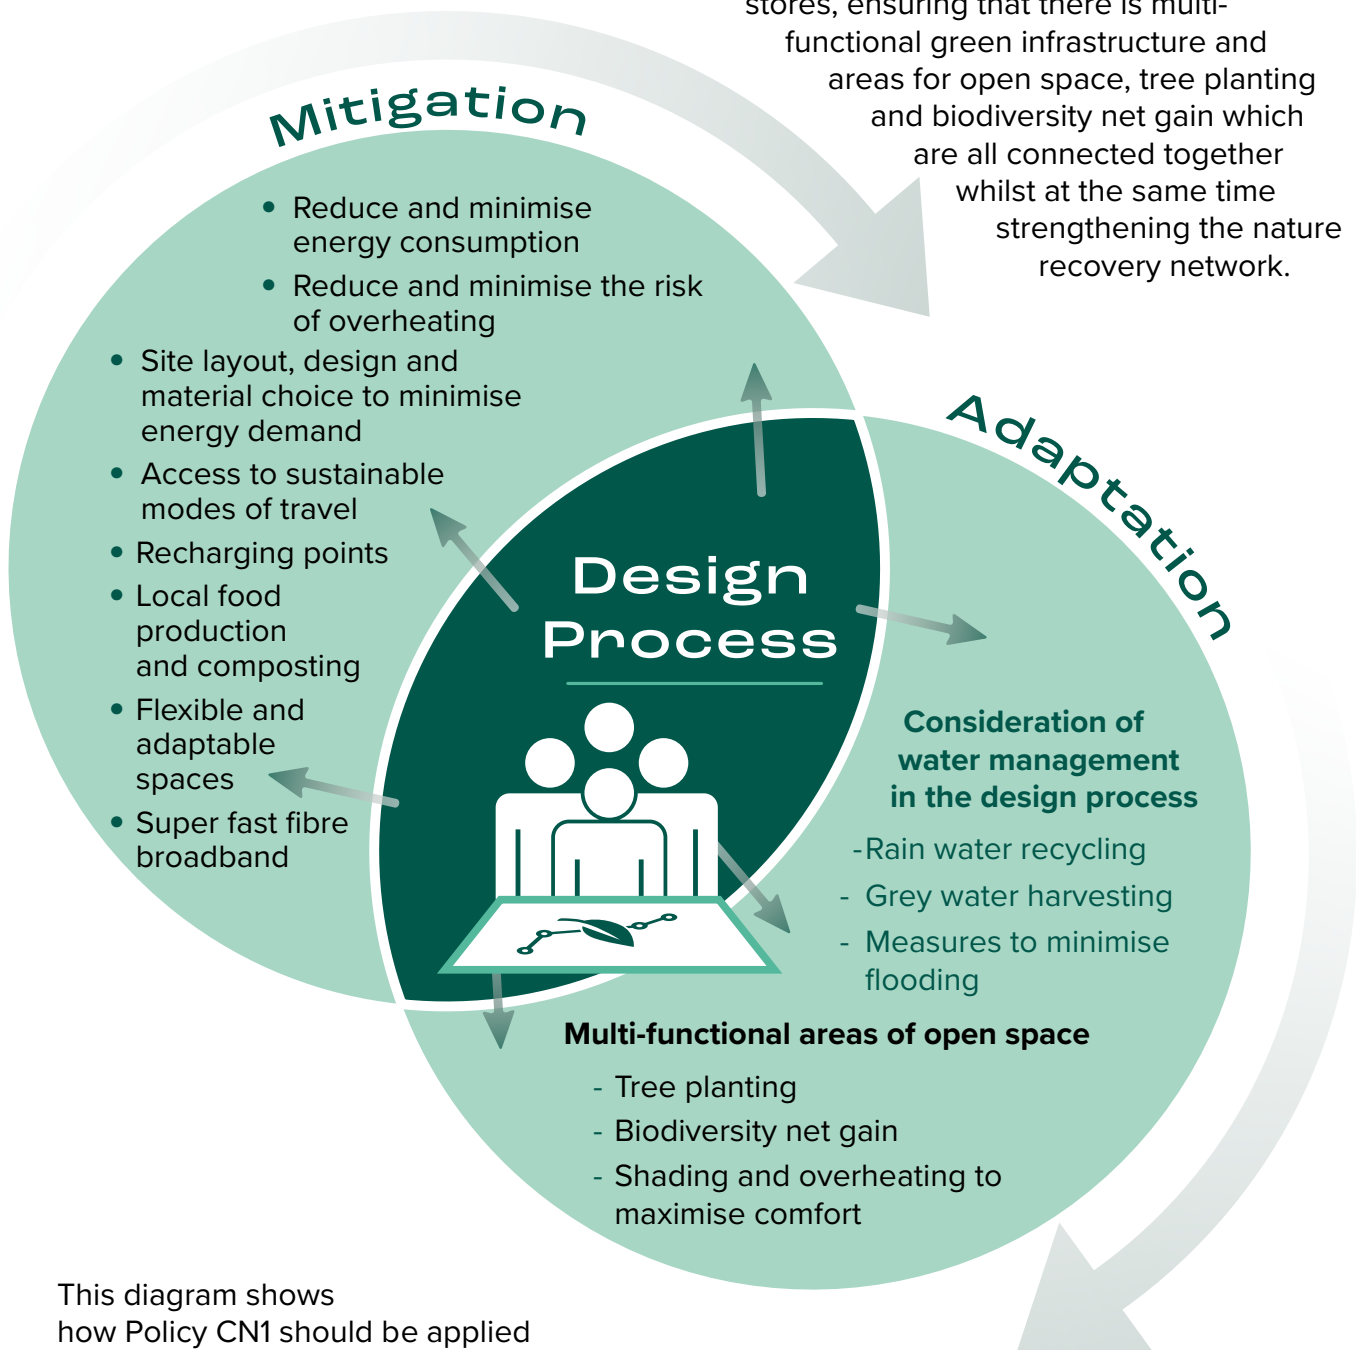 stores, ensuring that there is multi-
functional green infrastructure and
areas for open space, tree planting
and biodiversity net gain which
are all connected together
whilst at the same time
strengthening the nature
recovery network.
Mitigation
• Reduce and minimise
energy consumption
• Reduce and minimise the risk
of overheating
• Site layout, design and
material choice to minimise
energy demand
• Access to sustainable
modes of travel
• Recharging points
• Local food
production
and composting
• Flexible and
adaptable
spaces
• Super fast fibre
broadband
Design
Process
Adaptation
Consideration of
water management
in the design process
-Rain water recycling
- Grey water harvesting
- Measures to minimise
flooding
Multi-functional areas of open space
- Tree planting
- Biodiversity net gain
- Shading and overheating to
maximise comfort
This diagram shows
how Policy CN1 should be applied